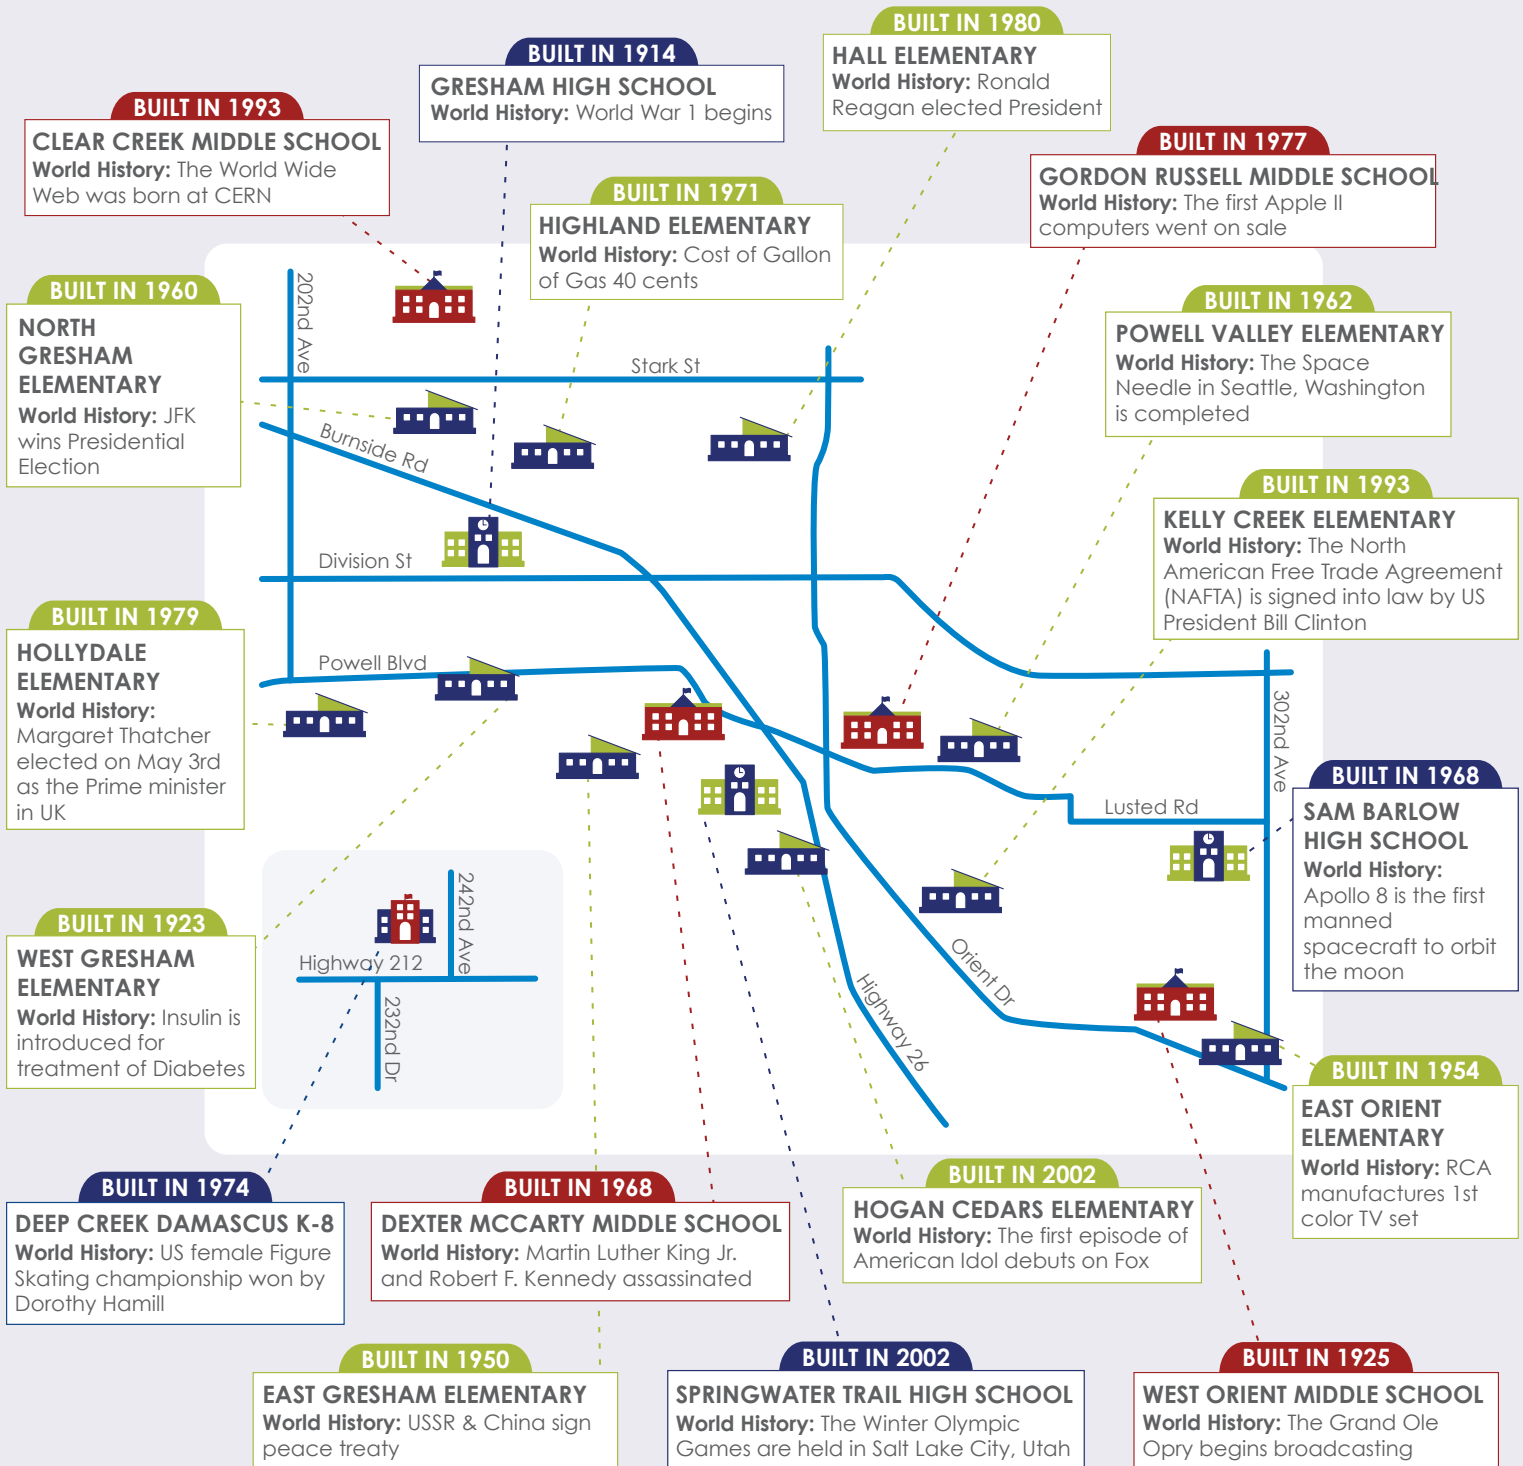 BUILT IN 1980
HALL ELEMENTARY
World History: Ronald
Reagan elected President
BUILT IN 1914
GRESHAM HIGH SCHOOL
World History: World War 1 begins
BUILT IN 1993
CLEAR CREEK MIDDLE SCHOOL
World History: The World Wide
Web was born at CERN
BUILT IN 1977
GORDON RUSSELL MIDDLE SCHOOL
World History: The first Apple II
computers went on sale
BUILT IN 1971
HIGHLAND ELEMENTARY
World History: Cost of Gallon
of Gas 40 cents
BUILT IN 1960
NORTH
GRESHAM
ELEMENTARY
World History: JFK
wins Presidential
Election
BUILT IN 1962
POWELL VALLEY ELEMENTARY
World History: The Space
Needle in Seattle, Washington
is completed
202nd Ave
Stark St
Burnside Rd
BUILT IN 1993
KELLY CREEK ELEMENTARY
World History: The North
American Free Trade Agreement
(NAFTA) is signed into law by US
President Bill Clinton
Division St
BUILT IN 1979
HOLLYDALE
ELEMENTARY
World History:
Margaret Thatcher
elected on May 3rd
as the Prime minister
in UK
Powell Blvd
302nd Ave
Lusted Rd
BUILT IN 1968
SAM BARLOW
HIGH SCHOOL
World History:
Apollo 8 is the first
manned
spacecraft to orbit
the moon
BUILT IN 1923
WEST GRESHAM
ELEMENTARY
World History: Insulin is
introduced for
treatment of Diabetes
242nd Ave
Highway 212
232nd Dr
Orient Dr
Highway 26
BUILT IN 1954
EAST ORIENT
ELEMENTARY
World History: RCA
manufactures 1st
color TV set
BUILT IN 1974
DEEP CREEK DAMASCUS K-8
World History: US female Figure
Skating championship won by
Dorothy Hamill
BUILT IN 1968
DEXTER MCCARTY MIDDLE SCHOOL
World History: Martin Luther King Jr.
and Robert F. Kennedy assassinated
BUILT IN 2002
HOGAN CEDARS ELEMENTARY
World History: The first episode of
American Idol debuts on Fox
BUILT IN 1950
EAST GRESHAM ELEMENTARY
World History: USSR & China sign
peace treaty
BUILT IN 2002
SPRINGWATER TRAIL HIGH SCHOOL
World History: The Winter Olympic
Games are held in Salt Lake City, Utah
BUILT IN 1925
WEST ORIENT MIDDLE SCHOOL
World History: The Grand Ole
Opry begins broadcasting